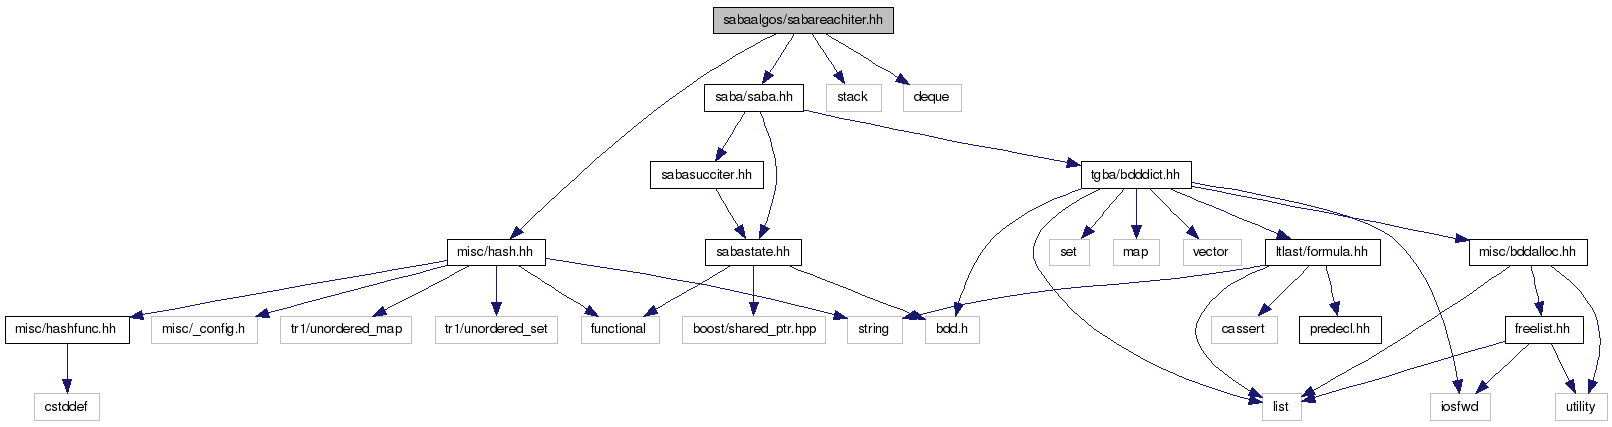 sabaalgos/sabareachiter.hh
saba/saba.hh
stack
deque
sabasucciter.hh
tgba/bdddict.hh
misc/hash.hh
sabastate.hh
set
map
vector
ltlast/formula.hh
misc/bddalloc.hh
misc/hashfunc.hh
misc/_config.h
tr1/unordered_map
tr1/unordered_set
functional
boost/shared_ptr.hpp
string
bdd.h
cassert
predecl.hh
freelist.hh
cstddef
list
iosfwd
utility